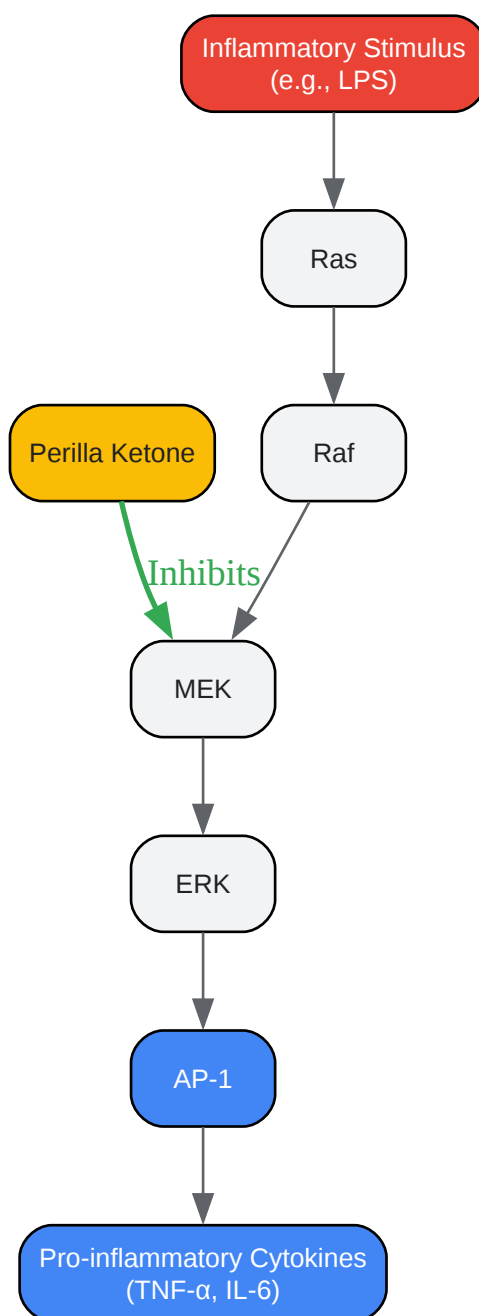 Inflammatory Stimulus
(e.g., LPS)
Ras
Perilla Ketone
Raf
Inhibits
MEK
ERK
AP-1
Pro-inflammatory Cytokines
(TNF-α, IL-6)